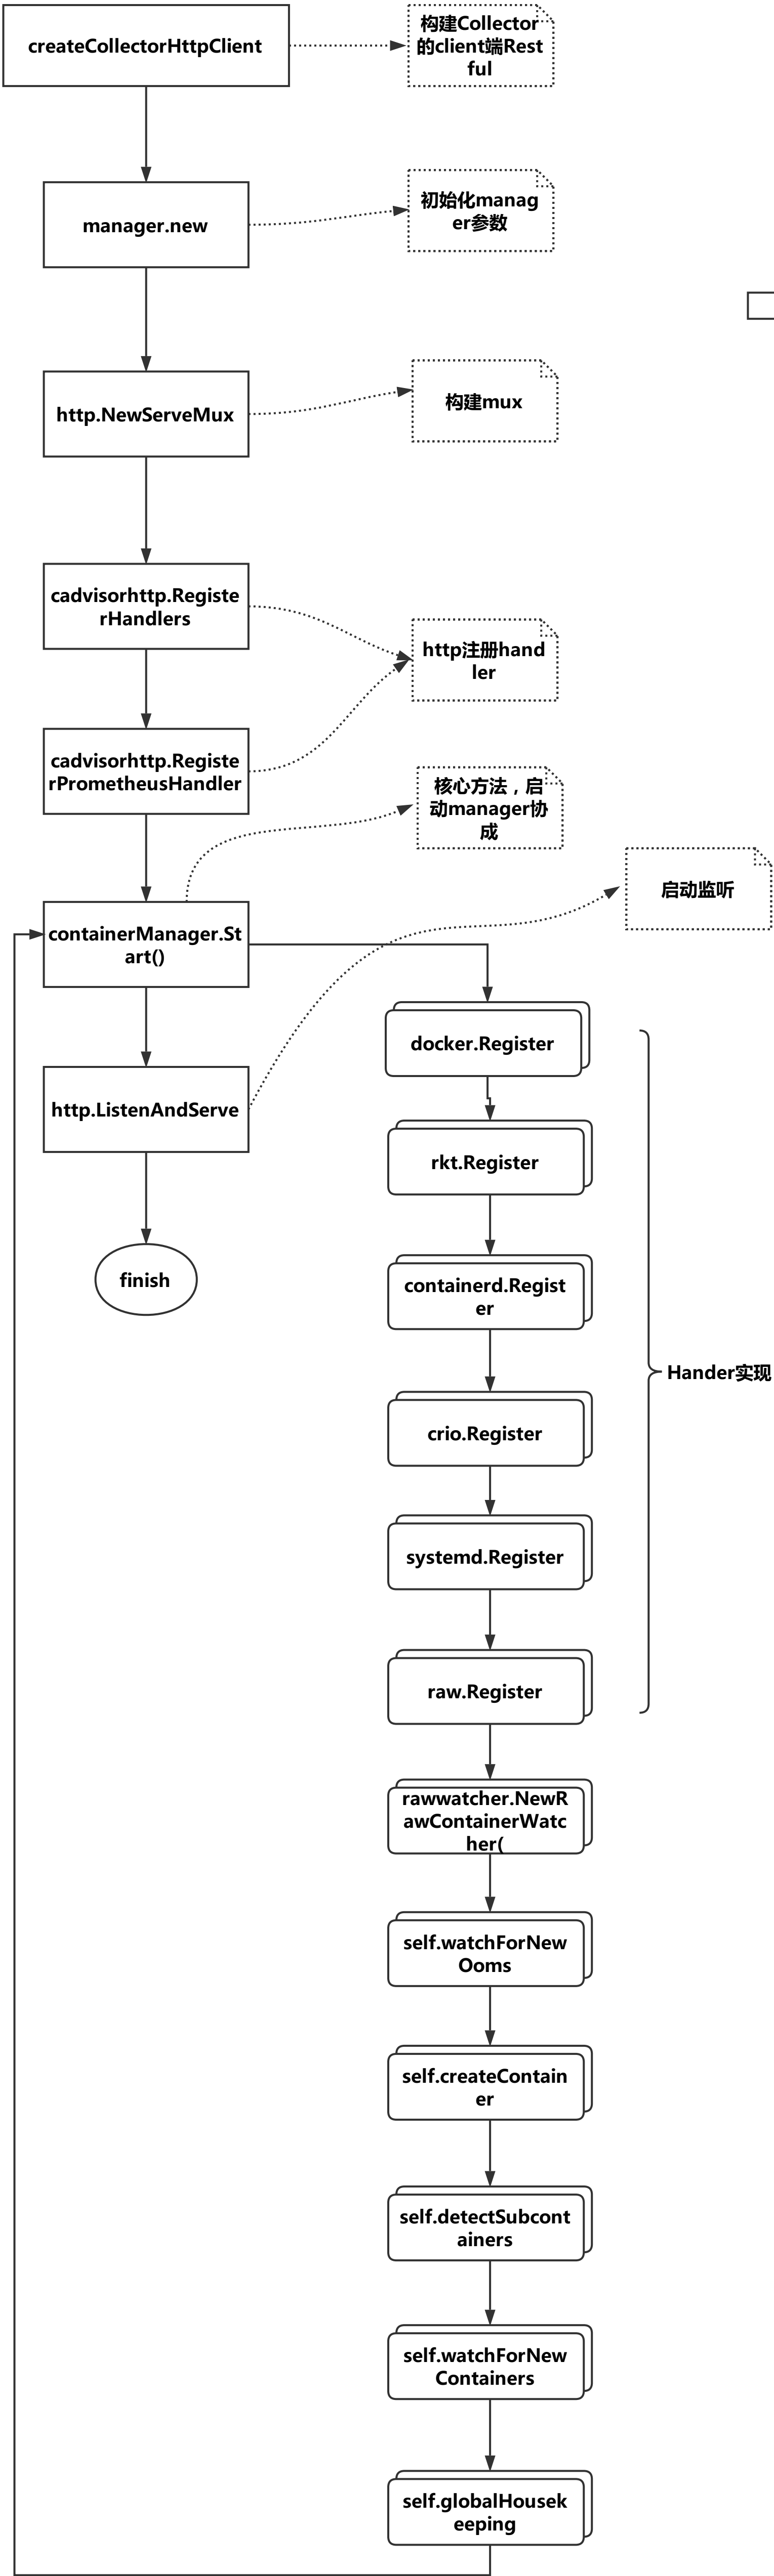 createCollectorHttpClient
构建Collector
的client端Rest
ful
manager.new
初始化manag
er参数
http.NewServeMux
构建mux
cadvisorhttp.Registe
rHandlers
http注册hand
ler
cadvisorhttp.Registe
rPrometheusHandler
核心方法，启
动manager协
成
启动监听
containerManager.St
art()
docker.Register
http.ListenAndServe
rkt.Register
finish
containerd.Regist
er
Hander实现
crio.Register
systemd.Register
raw.Register
rawwatcher.NewR
awContainerWatc
her(
self.watchForNew
Ooms
self.createContain
er
self.detectSubcont
ainers
self.watchForNew
Containers
self.globalHousek
eeping